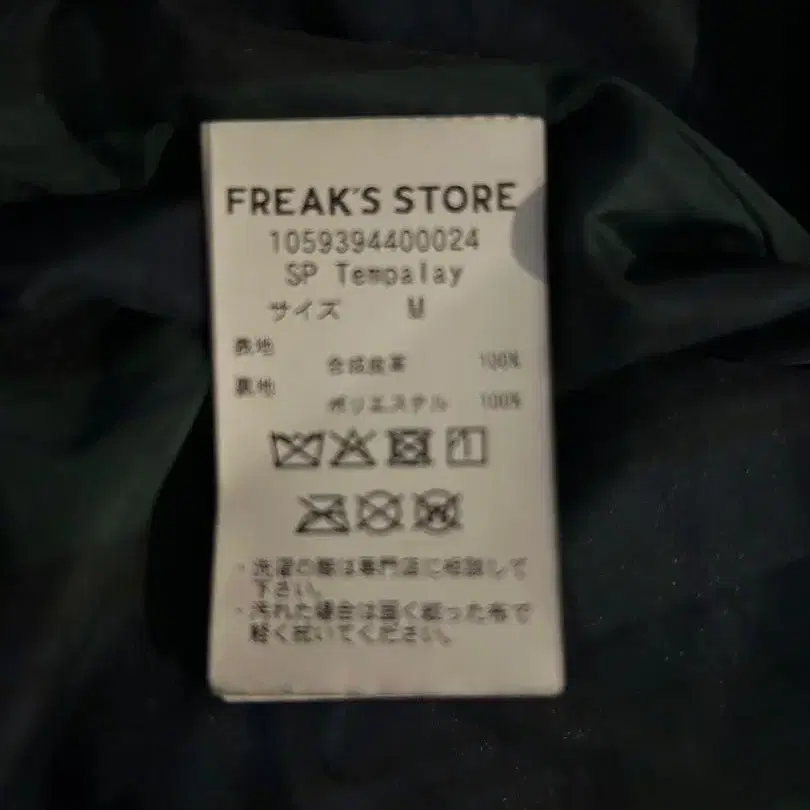 FREAK'S STORE
1059394400024
SP Tempalay
サイズ M
表地
合成皮革 100%
裏地
ポリエステル 100%
・洗濯の際は専門店に相談して
下さい。
・汚れた場合は固く絞った布で
軽く拭いてください。